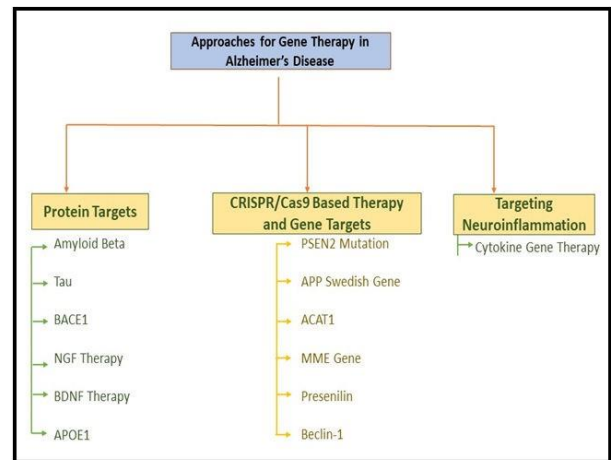 Approaches for Gene Therapy in
Alzheimer's Disease
Protein Targets
Amyloid Beta
Tau
BACE1
NGF Therapy
BDNF Therapy
APOE1
CRISPR/Cas9 Based Therapy
and Gene Targets
PSEN2 Mutation
APP Swedish Gene
ACAT1
MME Gene
Presenilin
Beclin-1
Targeting
Neuroinflammation
Cytokine Gene Therapy